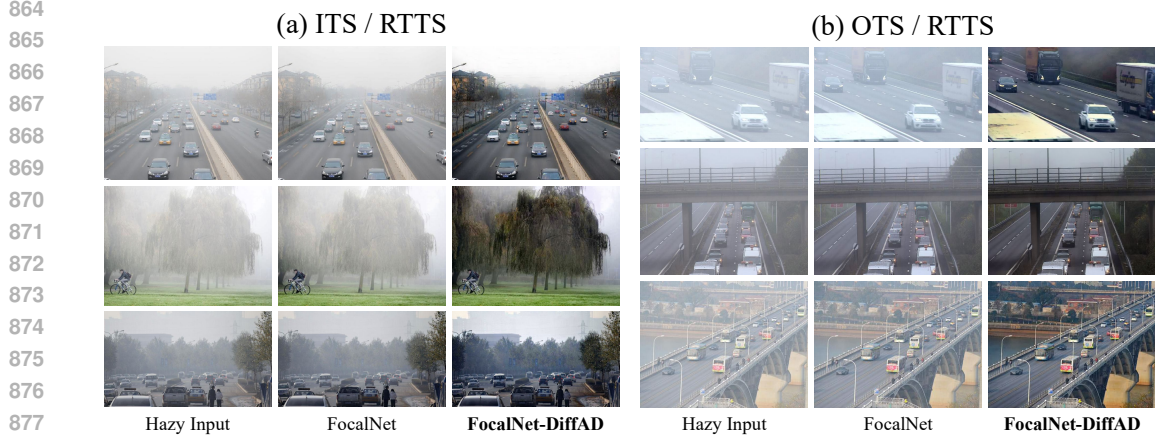 864
865
866
867
868
869
870
871
872
873
874
875
876
877
(a) ITS / RTTS
(b) OTS / RTTS
Hazy Input
FocalNet
FocalNet-DiffAD
Hazy Input
FocalNet
FocalNet-DiffAD